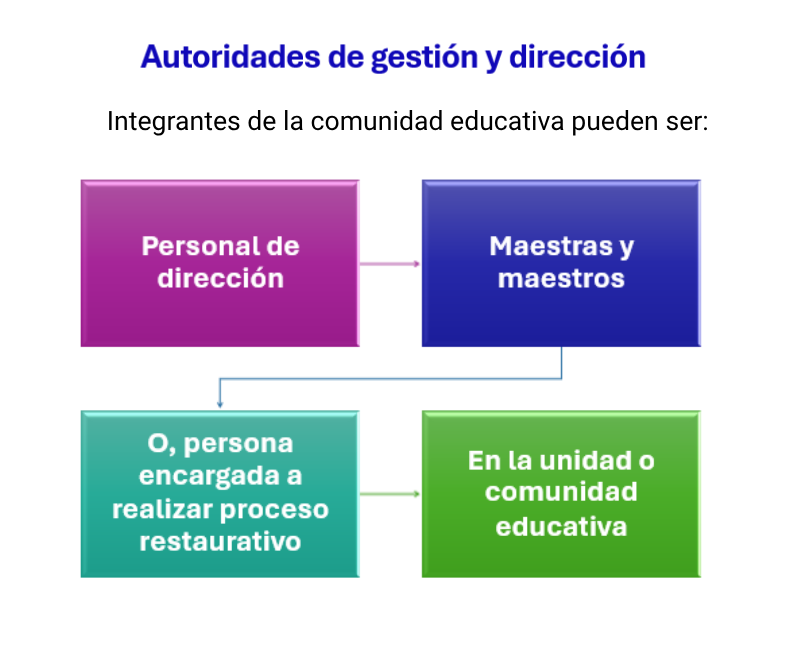 Autoridades de gestión y dirección
Integrantes de la comunidad educativa pueden ser:
Personal de
dirección
Maestras y
maestros
O, persona
encargada a
realizar proceso
restaurativo
En la unidad o
comunidad
educativa